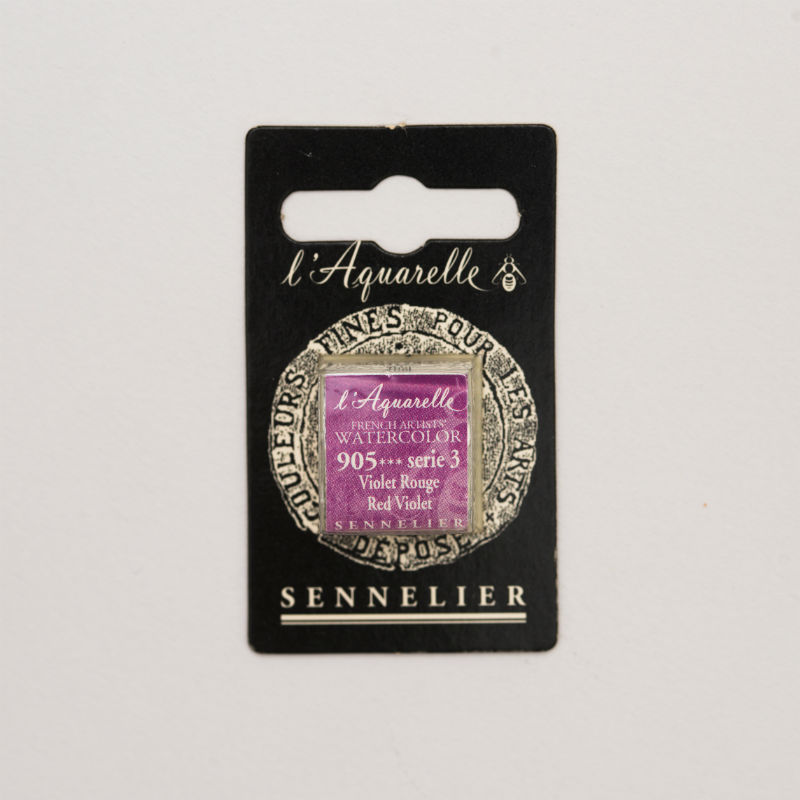 l'Aquarelle
COULEURS FINES POUR LES ARTS
DÉPOSÉ
l'Aquarelle
FRENCH ARTISTS'
WATERCOLOR
905*** serie 3
Violet Rouge
Red Violet
SENNELIER
SENNELIER